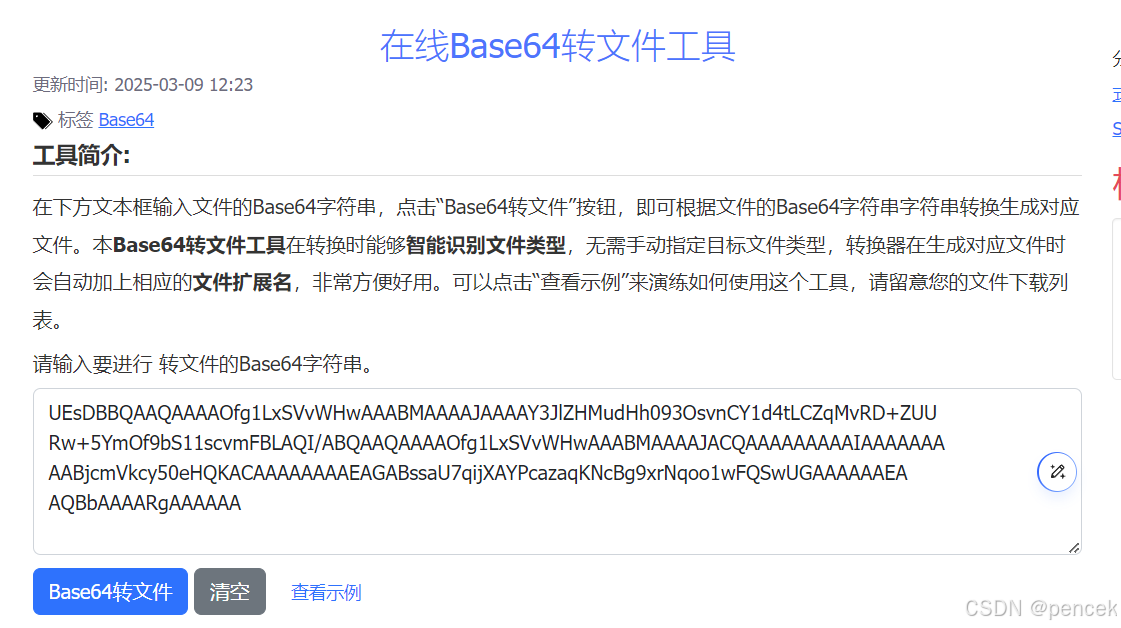 在线Base64转文件工具
更新时间: 2025-03-09 12:23
标签 Base64
工具简介:
在下方文本框输入文件的Base64字符串，点击“Base64转文件”按钮，即可根据文件的Base64字符串字符串转换生成对应
文件。本Base64转文件工具在转换时能够智能识别文件类型，无需手动指定目标文件类型，转换器在生成对应文件时
会自动加上相应的文件扩展名，非常方便好用。可以点击“查看示例”来演练如何使用这个工具，请留意您的文件下载列
表。
请输入要进行 转文件的Base64字符串。
UEsDBBQAAQAAAAOfg1LxSVvWHwAAABMAAAAJAAAAY3JlZHMudHh093OsvnCY1d4tLCZqMvRD+ZUU
Rw+5YmOf9bS11scvmFBLAQI/ABQAAQAAAAOfg1LxSVvWHwAAABMAAAAJACQAAAAAAAAAIAAAAAAA
AABjcmVkcy50eHQKACAAAAAAAAEAGABssaU7qijXAYPcazaqKNcBg9xrNqoo1wFQSwUGAAAAAAEA
AQBbAAAARgAAAAAA
Base64转文件 清空 查看示例
CSDN @pencek